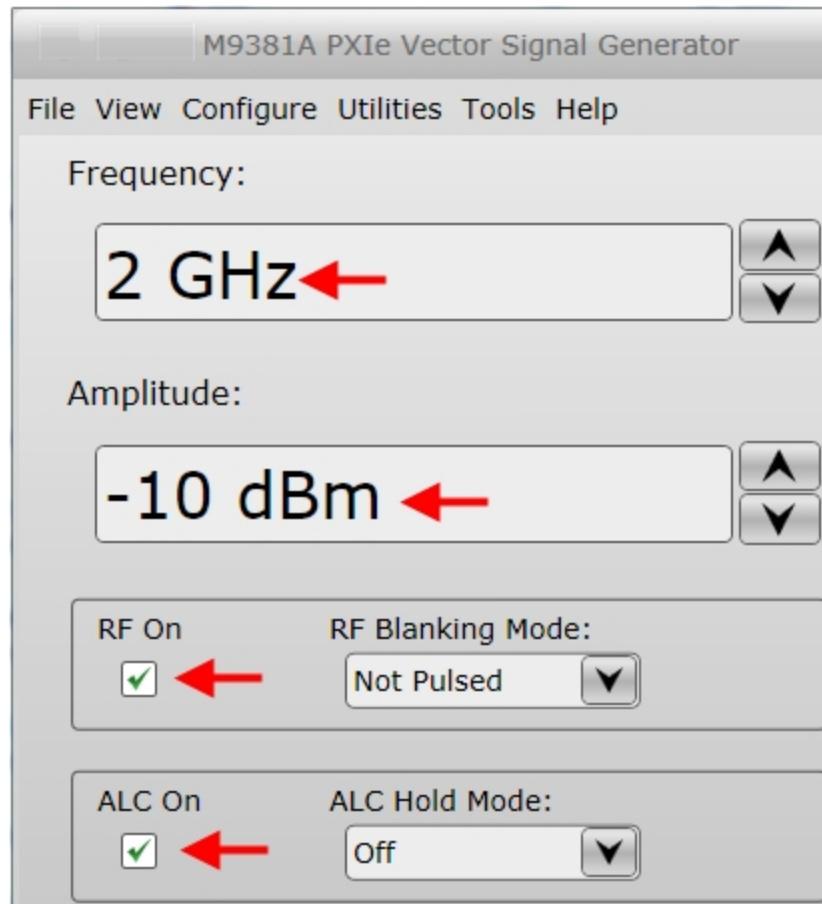 M9381A PXIe Vector Signal Generator
File View Configure Utilities Tools Help
Frequency:
2 GHz
Amplitude:
-10 dBm
RF On RF Blanking Mode:
Not Pulsed
ALC On ALC Hold Mode:
Off